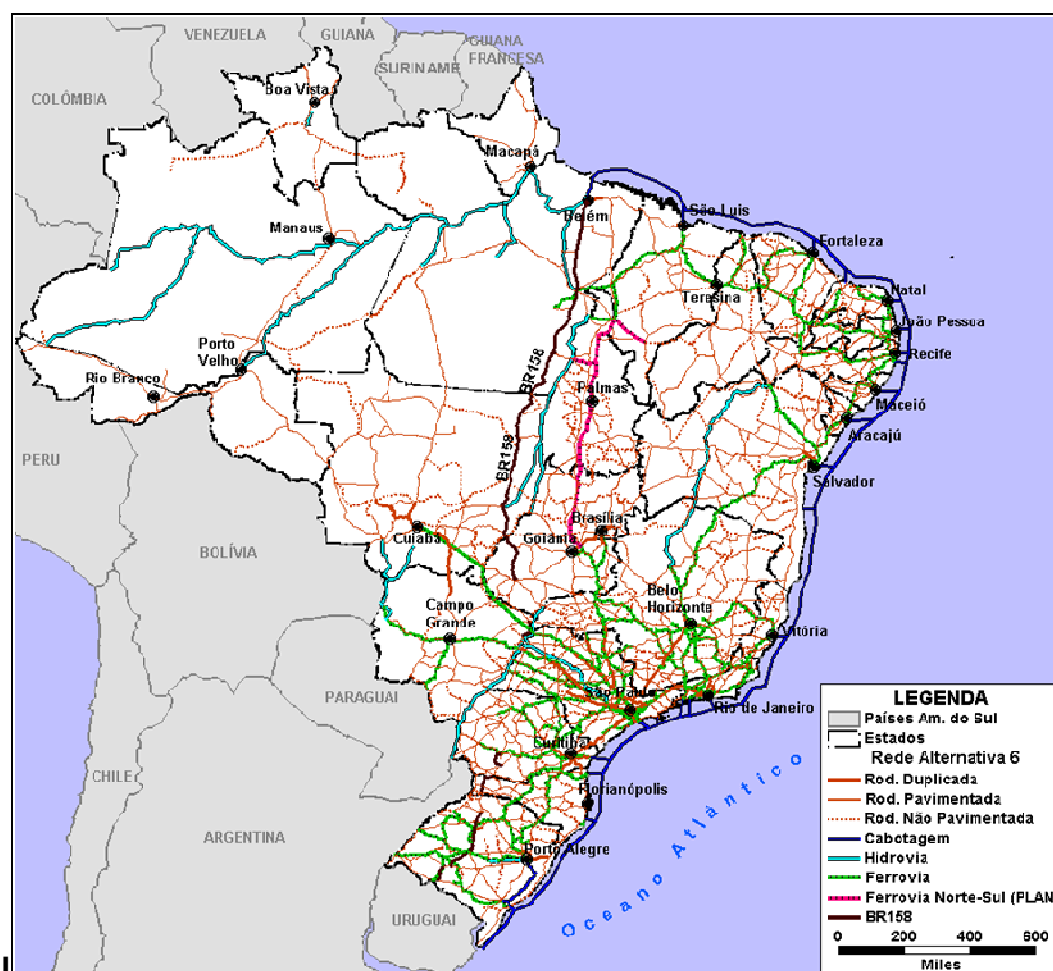 VENEZUELA
GUIANA
GUIANA
FRANCESA
SURINAME
COLÔMBIA
Boa Vista
Macapá
Belém
São Luis
Manaus
Fortaleza
Teresina
Natal
João Pessoa
Porto
Velho
Recife
Rio Branco
BR158
Palmas
Maceió
Aracajú
PERU
BR158
Salvador
Brasília
Cuiabá
Goiânia
BOLÍVIA
Belo
Horizonte
Campo
Grande
Vitória
São Paulo
PARAGUAI
Rio de Janeiro
Curitiba
CHILE
Florianópolis
ARGENTINA
Porto Alegre
URUGUAI
Oceano Atlântico
LEGENDA
Países Am. do Sul
Estados
Rede Alternativa 6
Rod. Duplicada
Rod. Pavimentada
Rod. Não Pavimentada
Cabotagem
Hidrovia
Ferrovia
Ferrovia Norte-Sul (PLAN
BR158
0 200 400 600
Miles